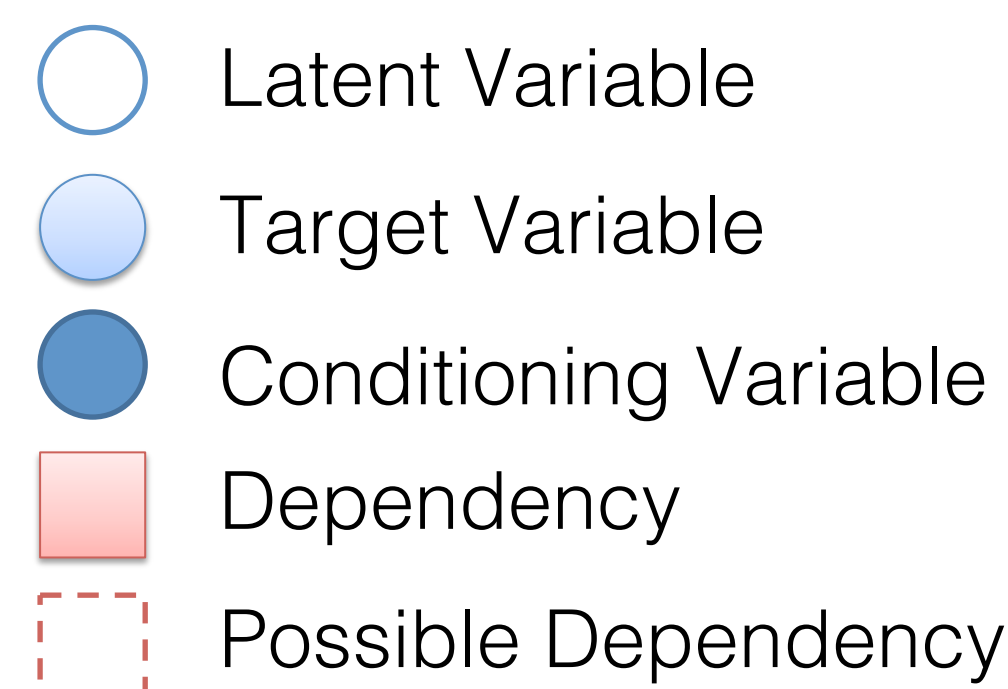 Latent Variable
Target Variable
Conditioning Variable
Dependency
Possible Dependency